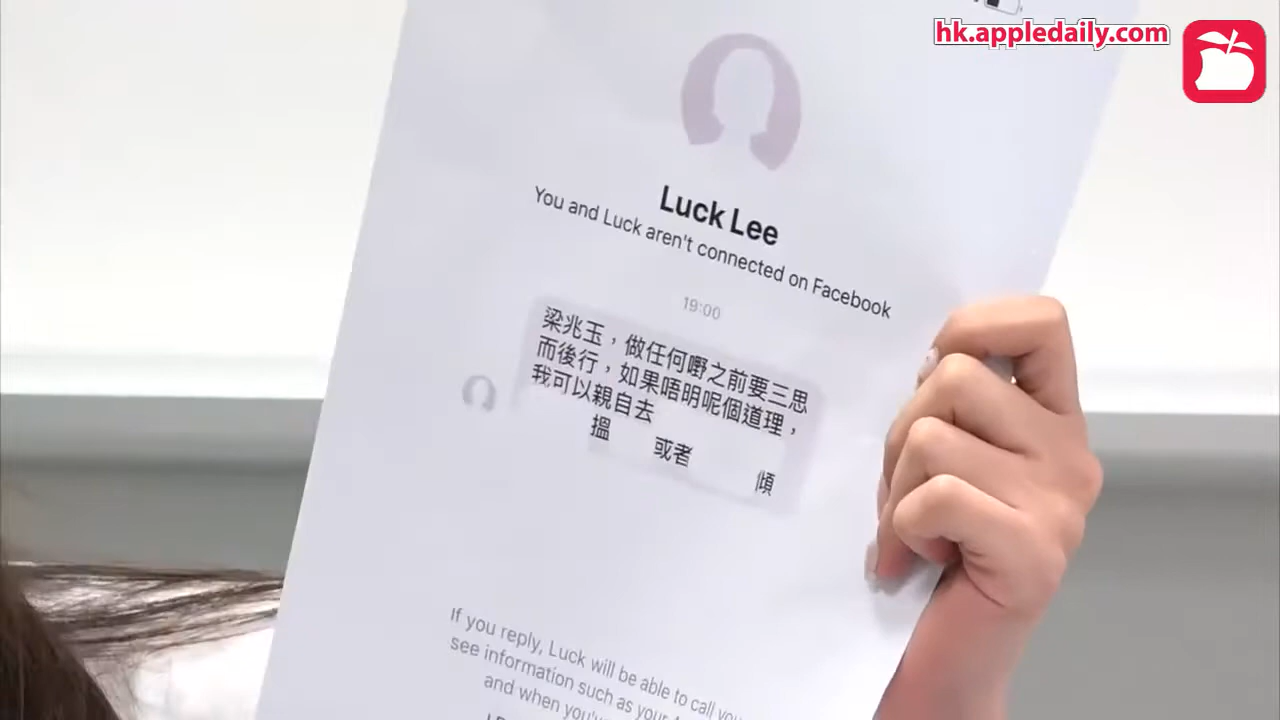 hk.appledaily.com
Luck Lee
You and Luck aren't connected on Facebook
19:00
梁兆玉，做任何嘢之前要三思
而後行，如果唔明呢個道理，
我可以親自去
搵 或者
傾
If you reply, Luck will be able to call you
see information such as your
and when you've